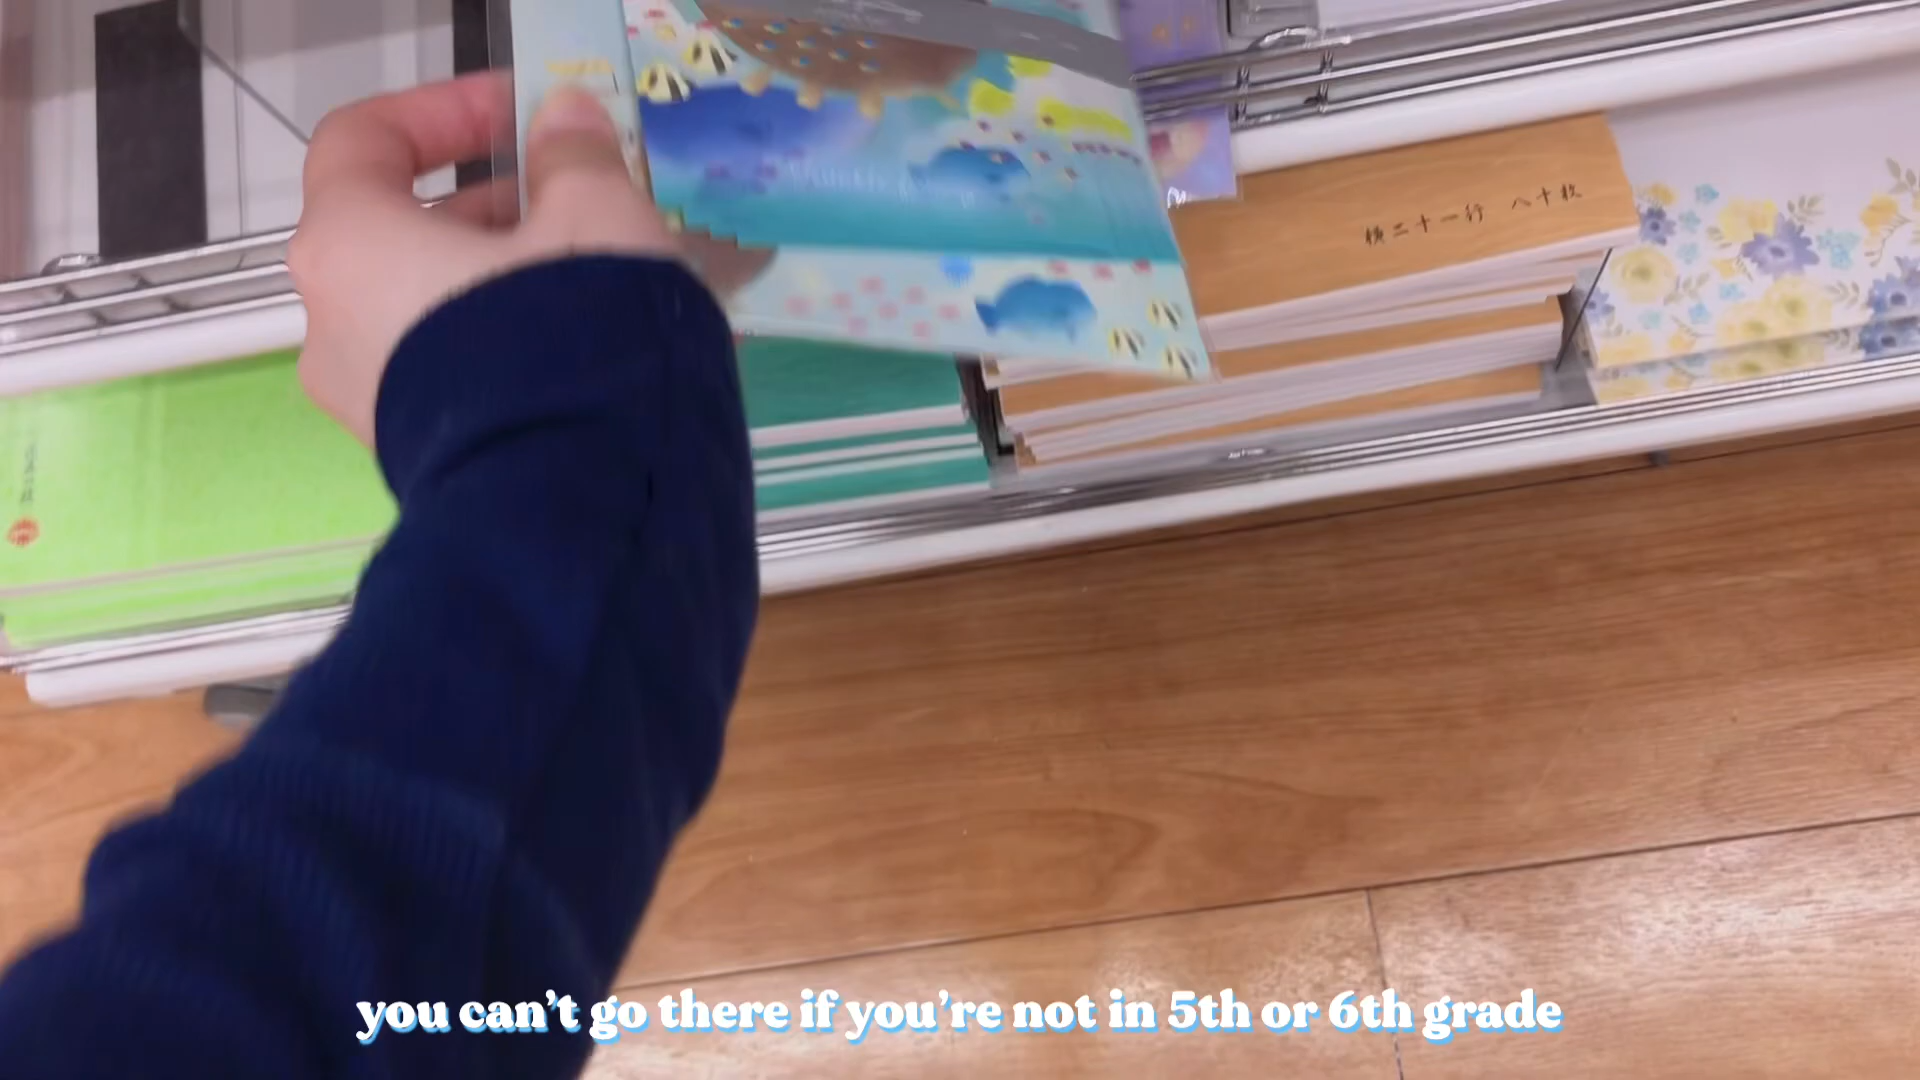 横二十一行 八十枚
you can't go there if you're not in 5th or 6th grade